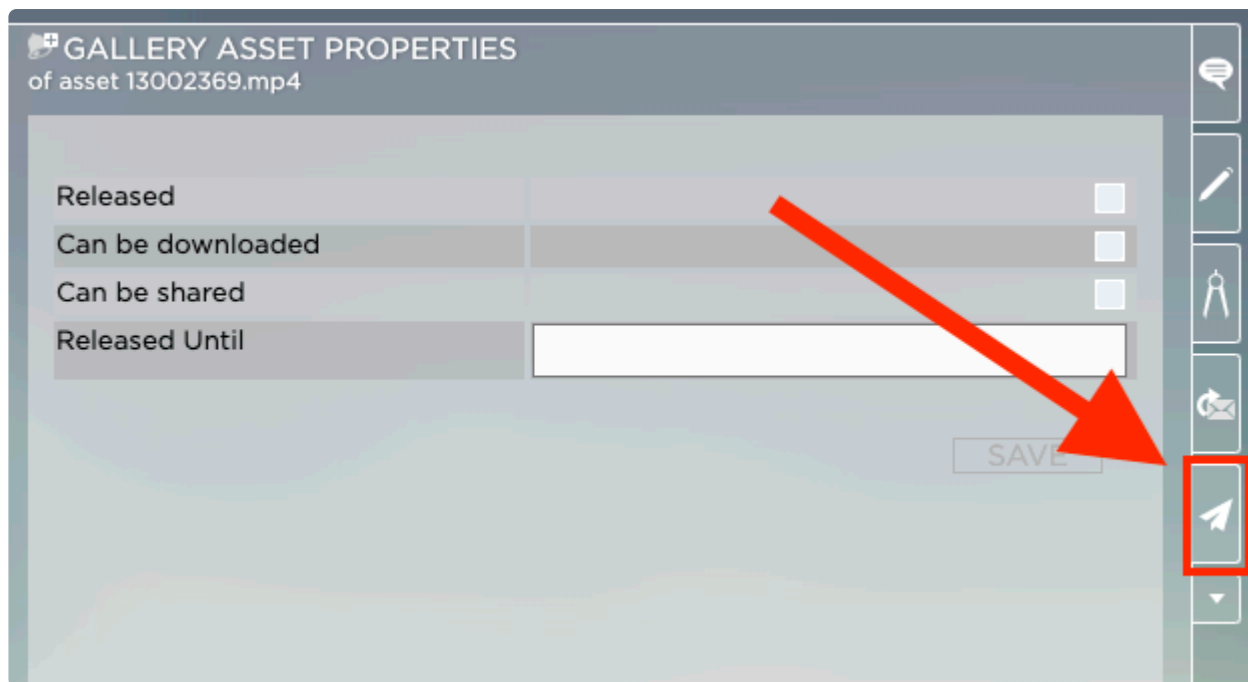 GALLERY ASSET PROPERTIES
of asset 13002369.mp4
Released
Can be downloaded
Can be shared
Released Until
SAVE